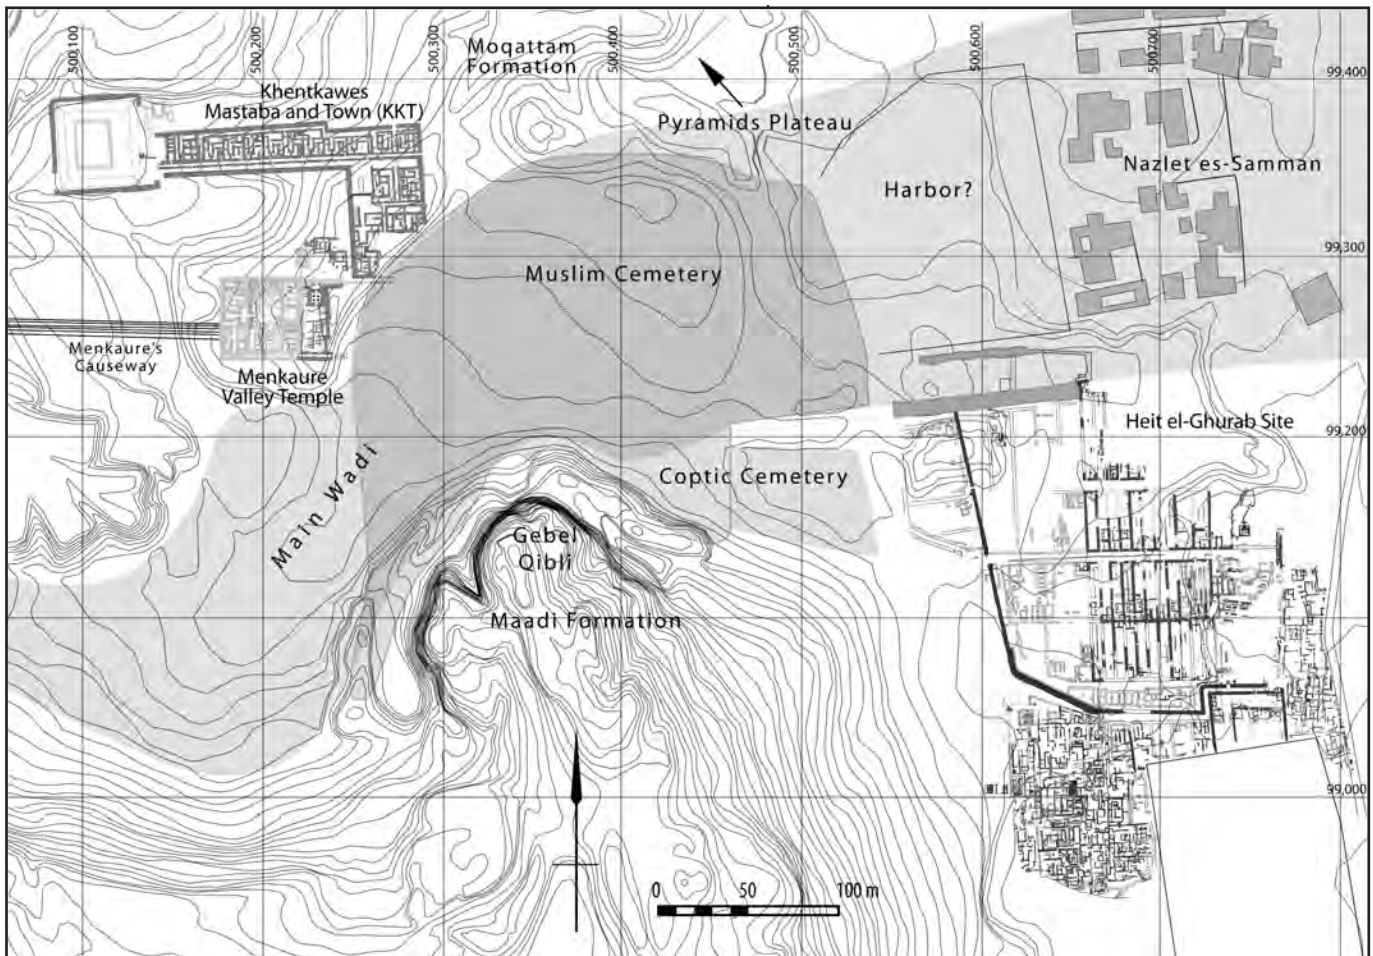 500,100
500,200
500,300
500,400
500,500
500,600
500,700
Moqattam
Formation
99,400
Khentkawes
Mastaba and Town (KKT)
Pyramids Plateau
Nazlet es-Samman
Harbor?
99,300
Muslim Cemetery
Menkaure's
Causeway
Menkaure
Valley Temple
Heit el-Ghurab Site
99,200
Main Wadi
Coptic Cemetery
Gebel
Qibli
Maadi Formation
99,000
0 50 100 m